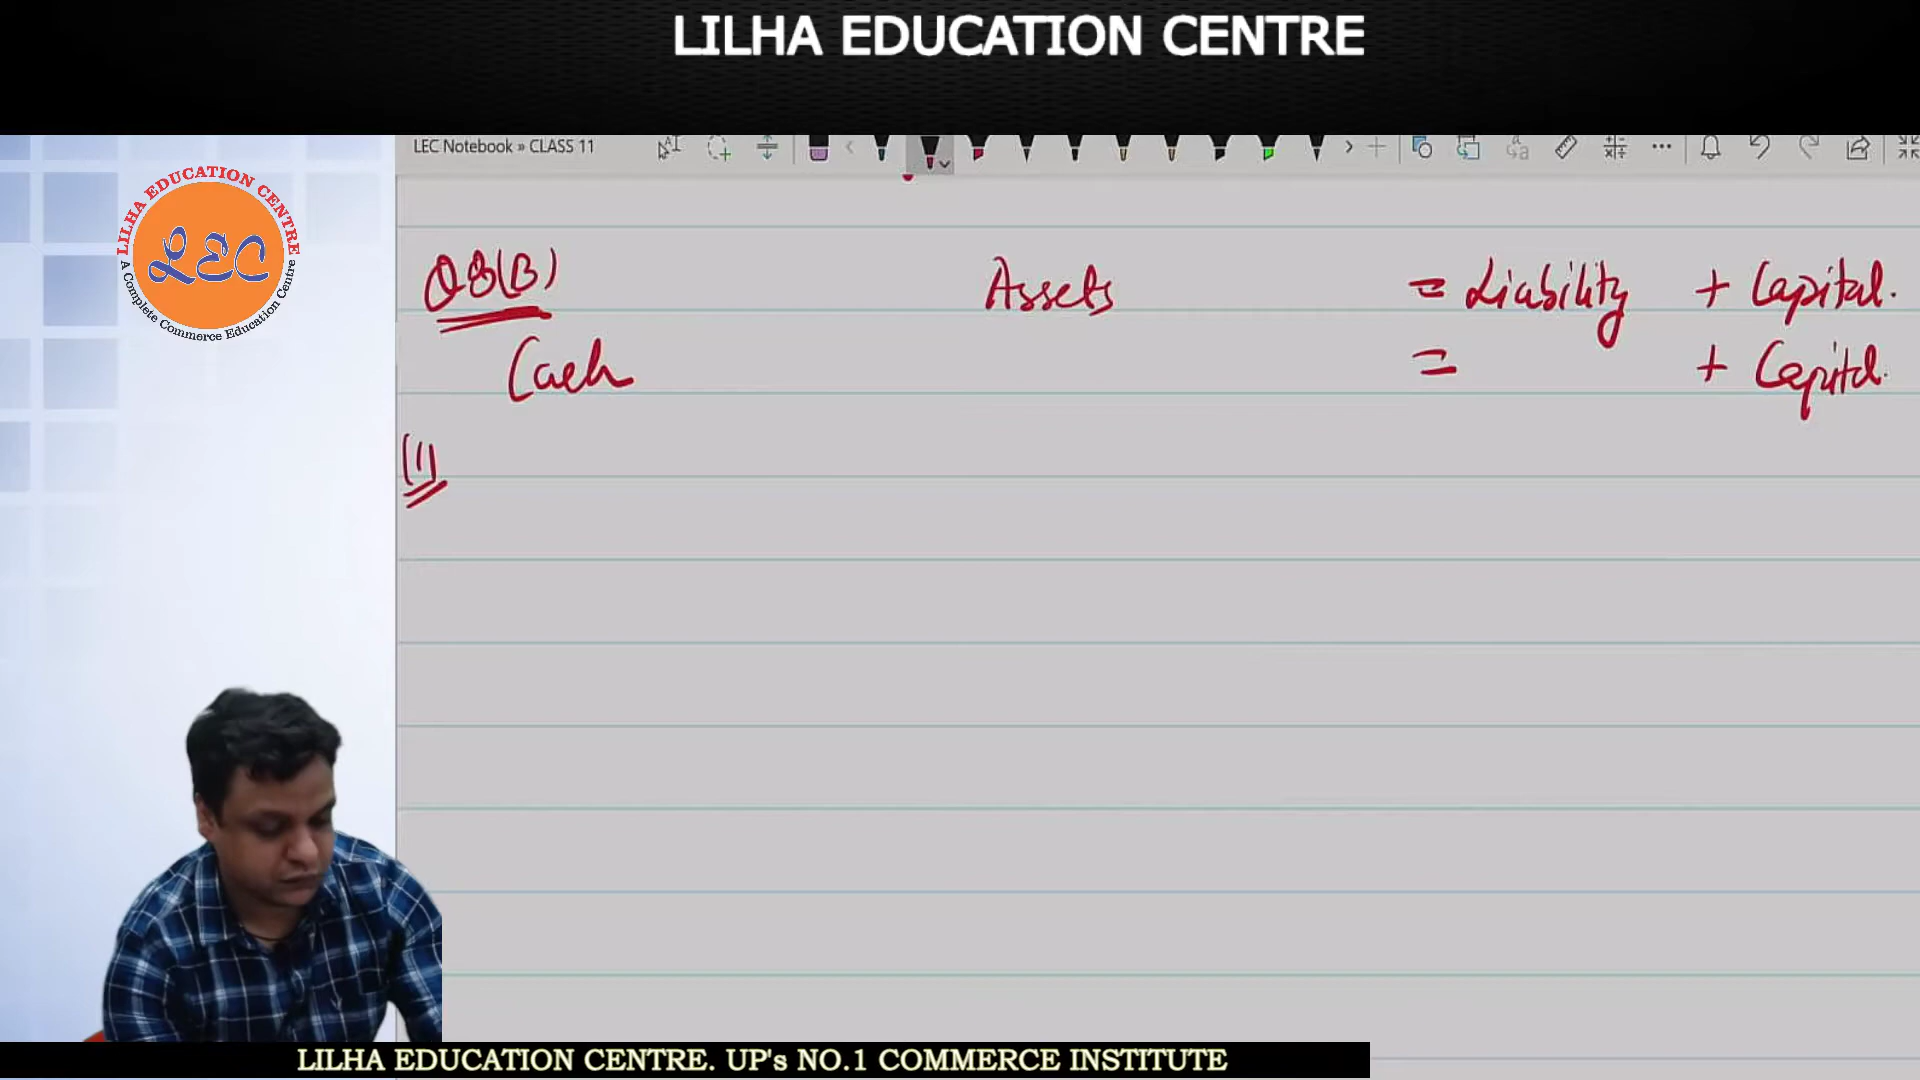 LILHA EDUCATION CENTRE
LEC Notebook » CLASS 11
LILHA EDUCATION CENTRE
LEC
A Complete Commerce Education Centre
Q8(B) Assets = Liability + Capital.
Cash = + Capital.
(1)
LILHA EDUCATION CENTRE. UP's NO.1 COMMERCE INSTITUTE